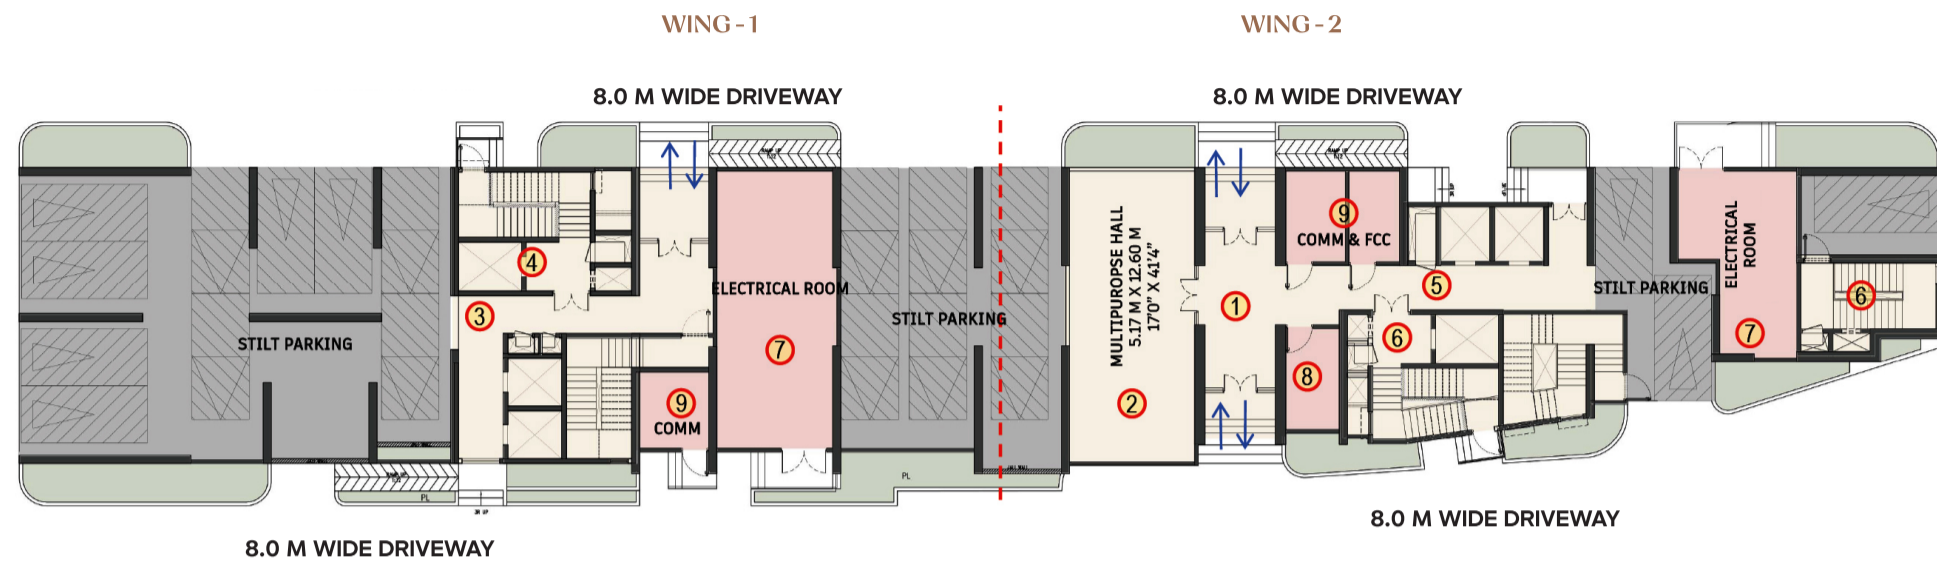 WING - 1
WING - 2
8.0 M WIDE DRIVEWAY
8.0 M WIDE DRIVEWAY
STILT PARKING
4
3
ELECTRICAL ROOM
7
9
COMM
STILT PARKING
MULTIPUROPSE HALL
5.17 M X 12.60 M
17'0" X 41'4"
2
1
9
COMM & FCC
5
6
8
STILT PARKING
ELECTRICAL
ROOM
7
6
PL
PL
8.0 M WIDE DRIVEWAY
8.0 M WIDE DRIVEWAY